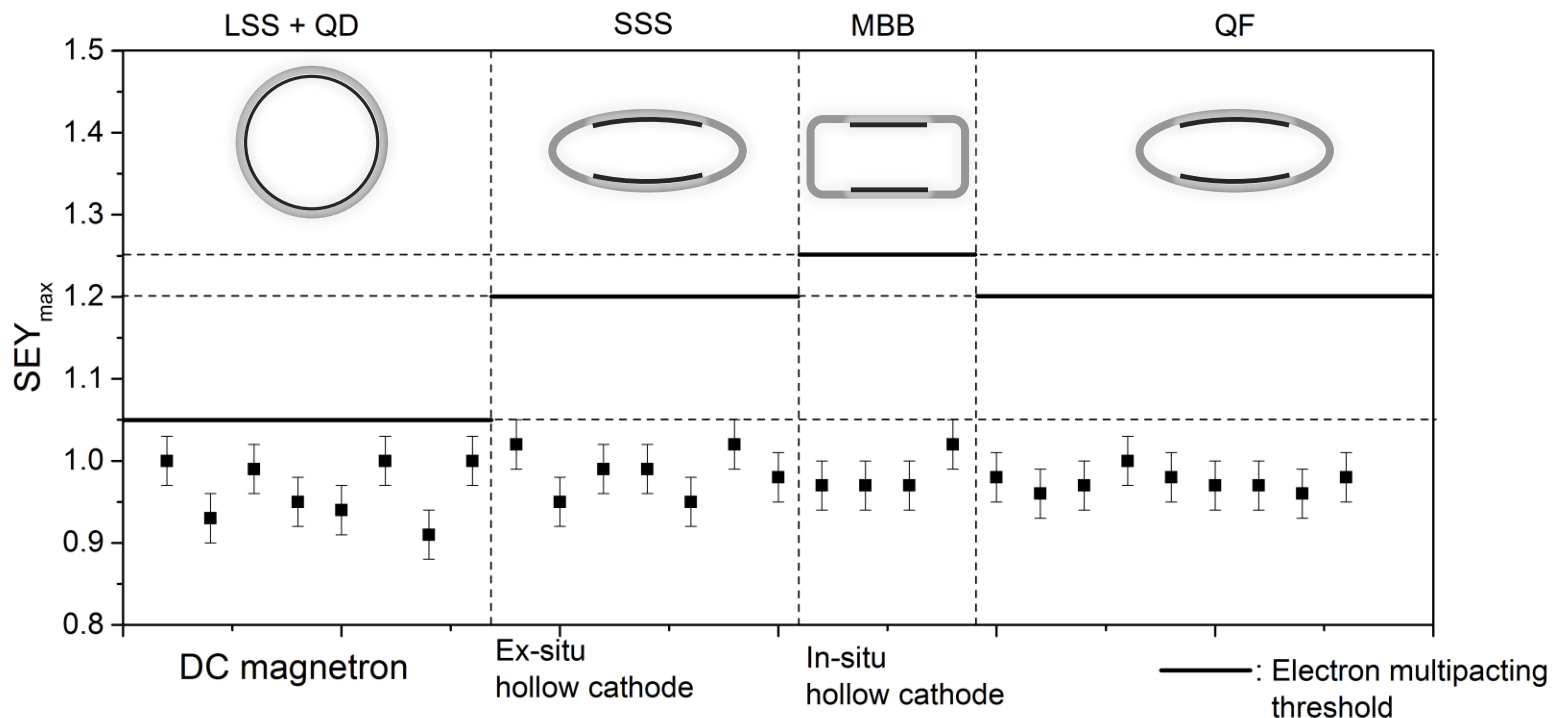 LSS + QD
SSS
MBB
QF
1.5
1.4
1.3
1.2
1.1
1.0
0.9
0.8
SEYmax
DC magnetron
Ex-situ
hollow cathode
In-situ
hollow cathode
: Electron multipacting
threshold